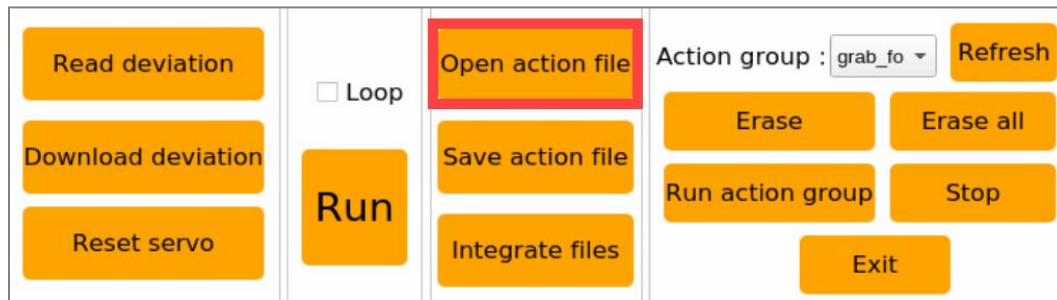 Read deviation
Download deviation
Reset servo
Loop
Run
Open action file
Save action file
Integrate files
Action group : grab_fo Refresh
Erase Erase all
Run action group Stop
Exit